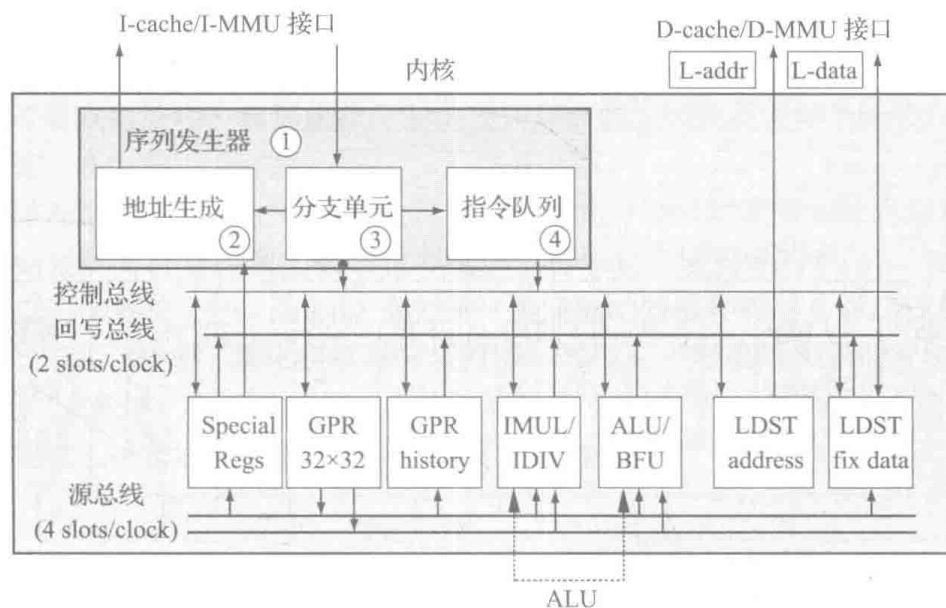 I-cache/I-MMU 接口
D-cache/D-MMU 接口
内核
L-addr
L-data
序列发生器 ①
地址生成
②
分支单元
③
指令队列
④
控制总线
回写总线
(2 slots/clock)
Special
Regs
GPR
32×32
GPR
history
IMUL/
IDIV
ALU/
BFU
LDST
address
LDST
fix data
源总线
(4 slots/clock)
ALU